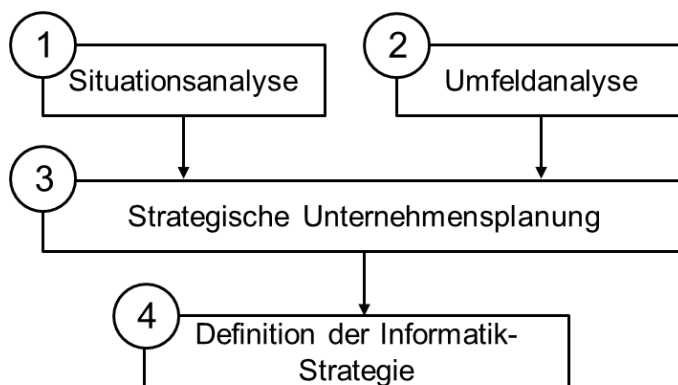 1
Situationsanalyse
2
Umfeldanalyse
3
Strategische Unternehmensplanung
4
Definition der Informatik-
Strategie